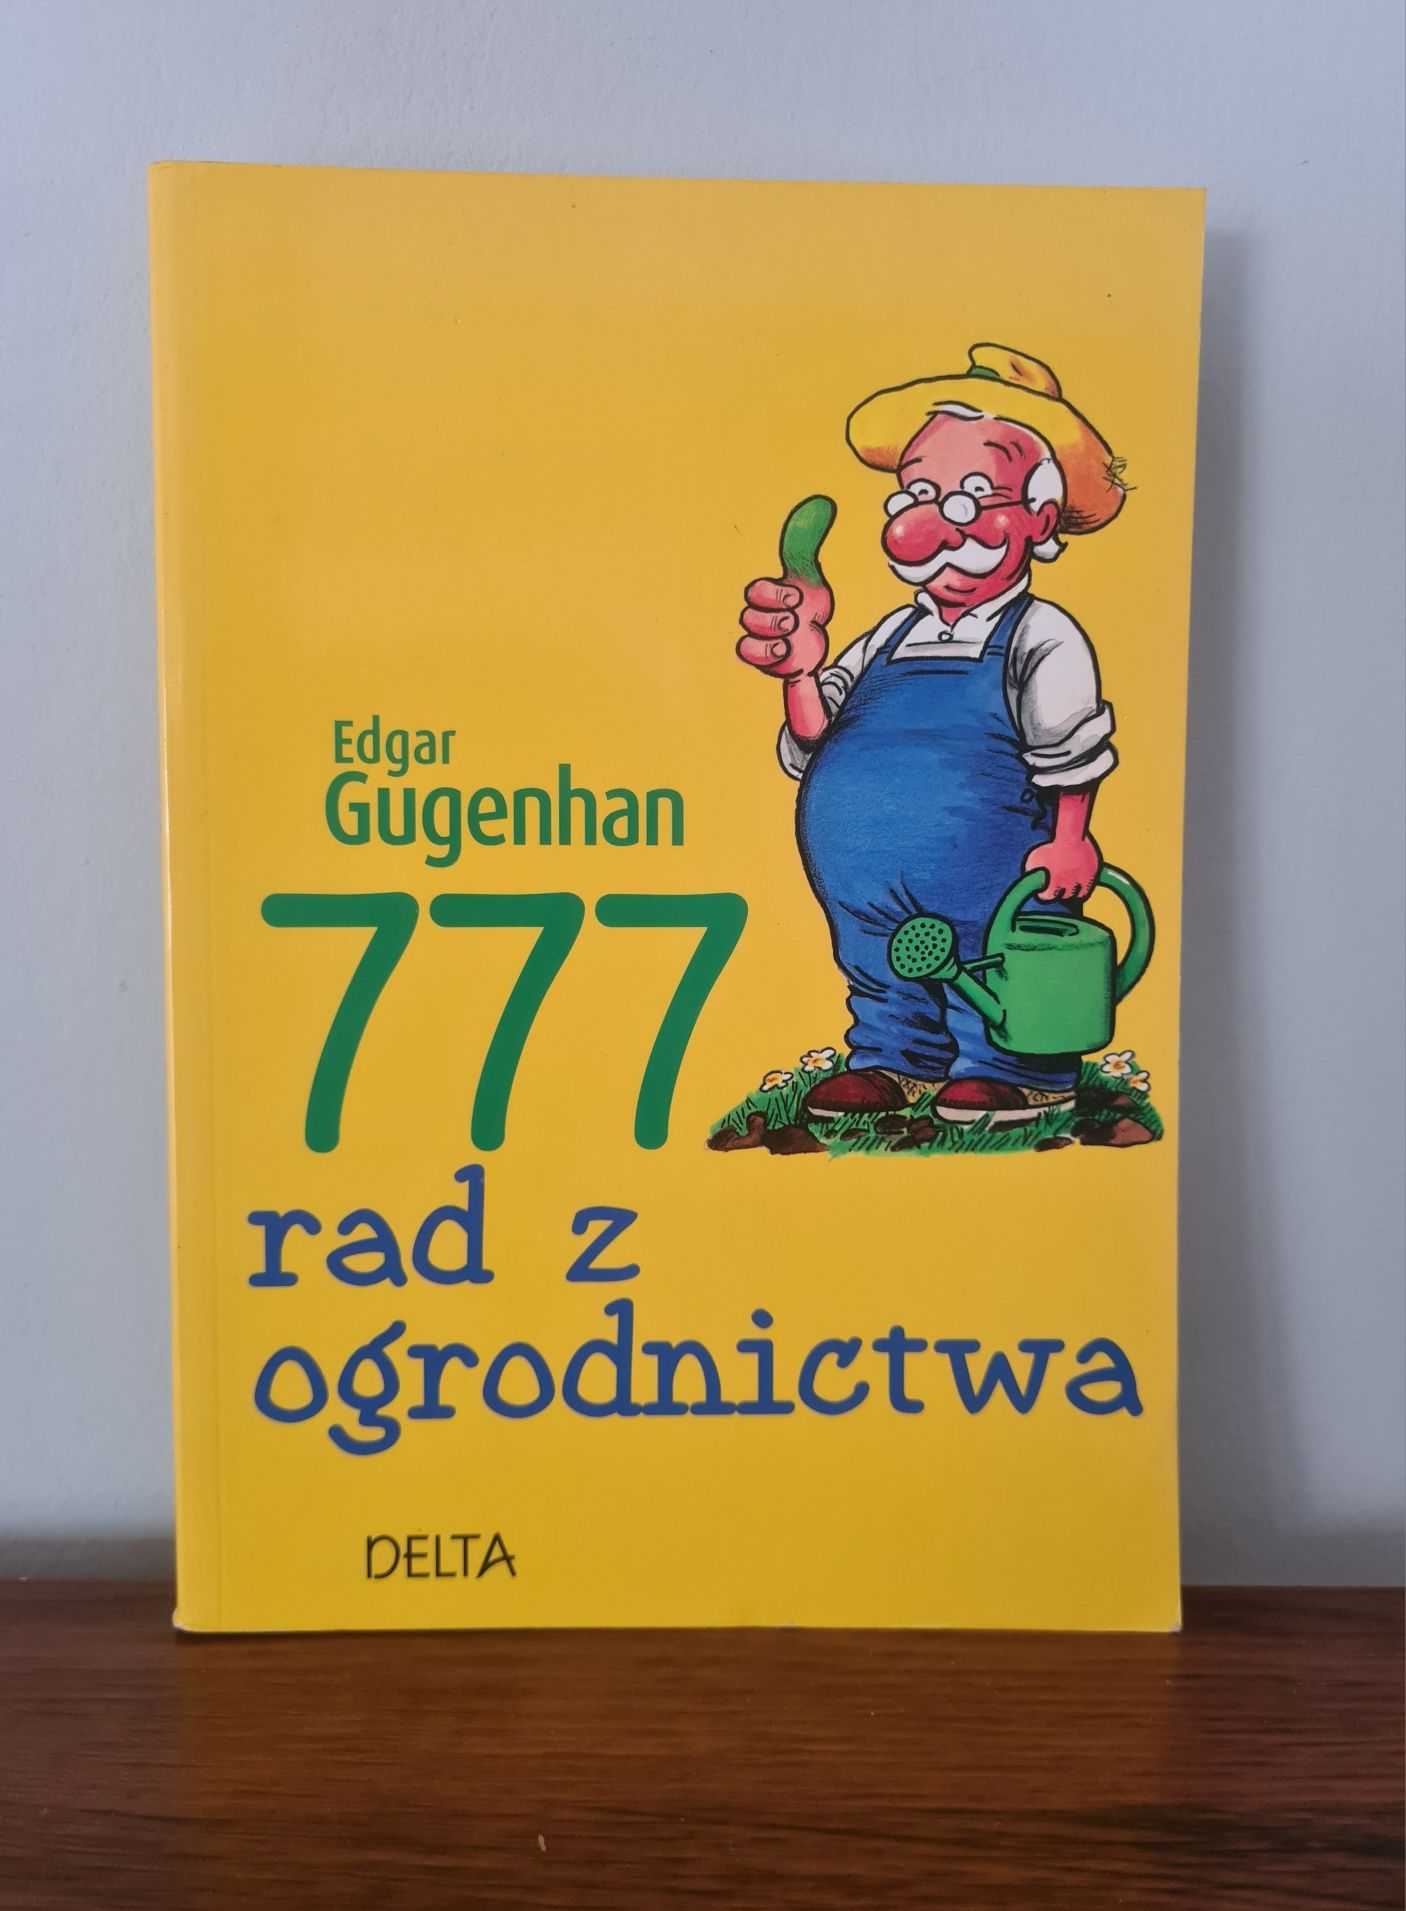 Edgar
Gugenhan
777
rad z
ogrodnictwa
DELTA